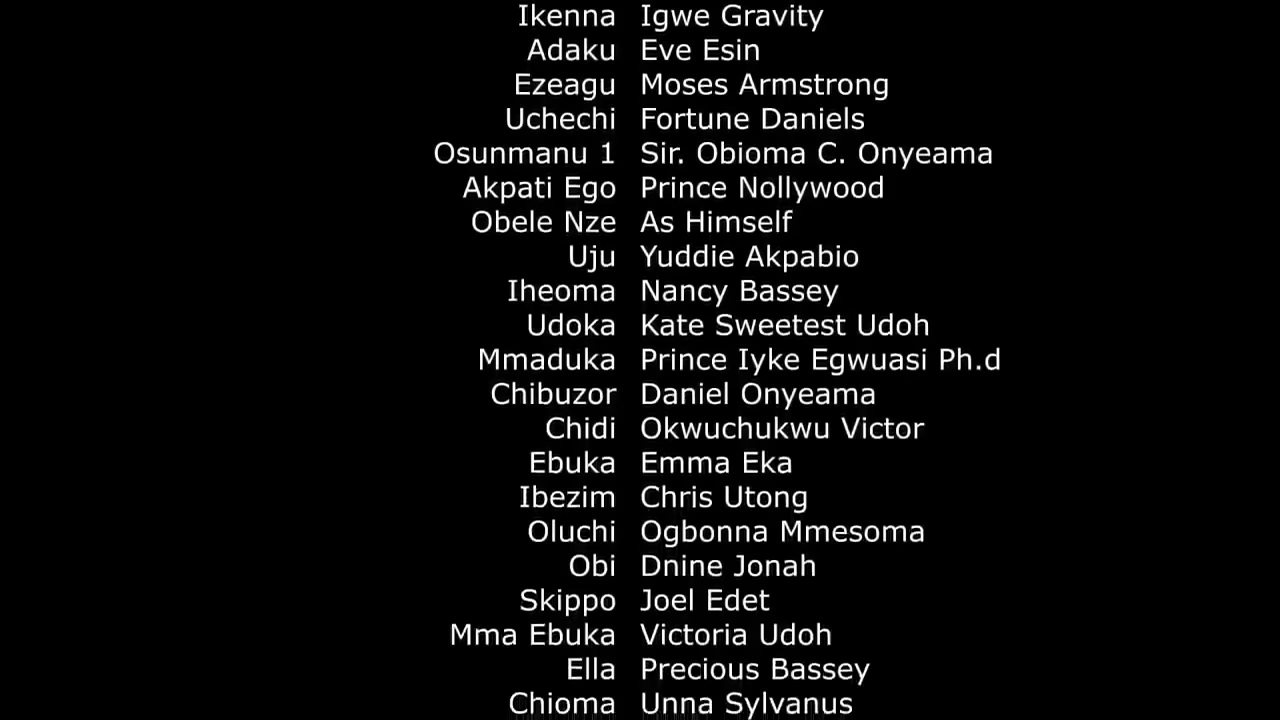 Ikenna Igwe Gravity
Adaku Eve Esin
Ezeagu Moses Armstrong
Uchechi Fortune Daniels
Osunmanu 1 Sir. Obioma C. Onyeama
Akpati Ego Prince Nollywood
Obele Nze As Himself
Uju Yuddie Akpabio
Iheoma Nancy Bassey
Udoka Kate Sweetest Udoh
Mmaduka Prince Iyke Egwuasi Ph.d
Chibuzor Daniel Onyeama
Chidi Okwuchukwu Victor
Ebuka Emma Eka
Ibezim Chris Utong
Oluchi Ogbonna Mmesoma
Obi Dnine Jonah
Skippo Joel Edet
Mma Ebuka Victoria Udoh
Ella Precious Bassey
Chioma Unna Sylvanus